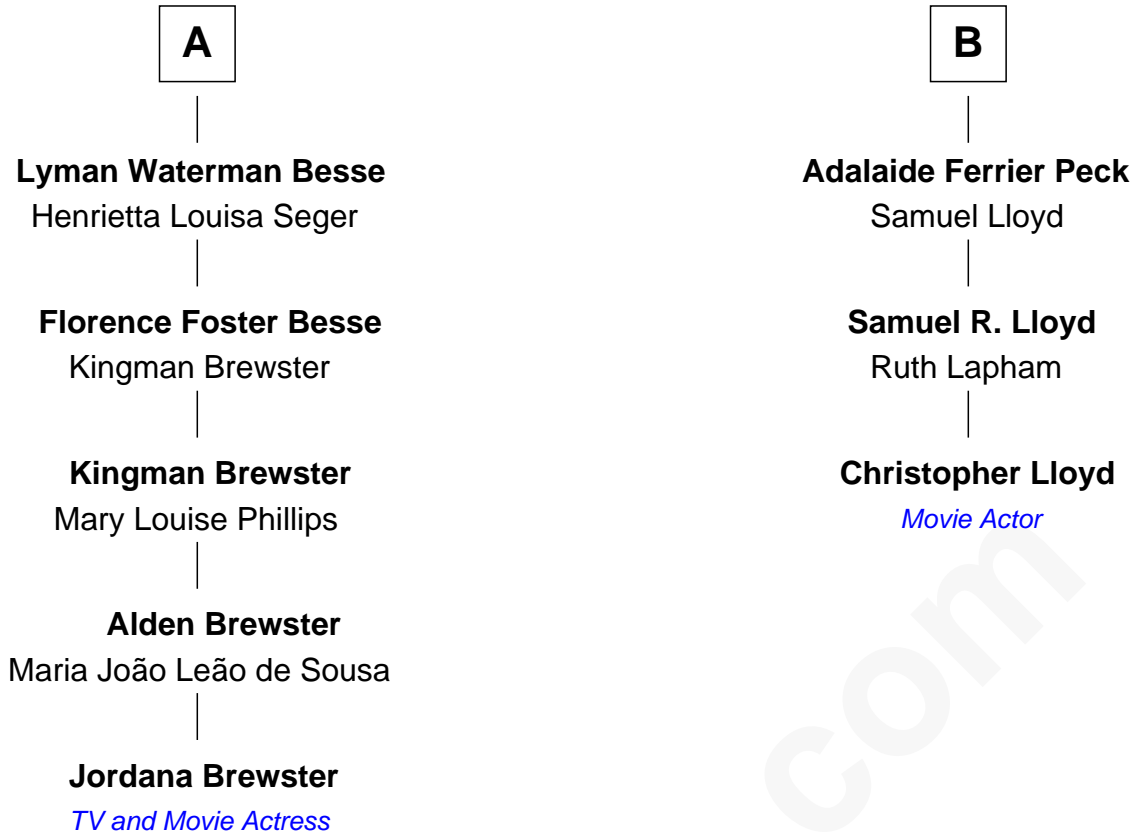 A
Lyman Waterman Besse
Henrietta Louisa Seger
Florence Foster Besse
Kingman Brewster
Kingman Brewster
Mary Louise Phillips
Alden Brewster
Maria João Leão de Sousa
Jordana Brewster
TV and Movie Actress
B
Adalaide Ferrier Peck
Samuel Lloyd
Samuel R. Lloyd
Ruth Lapham
Christopher Lloyd
Movie Actor
com